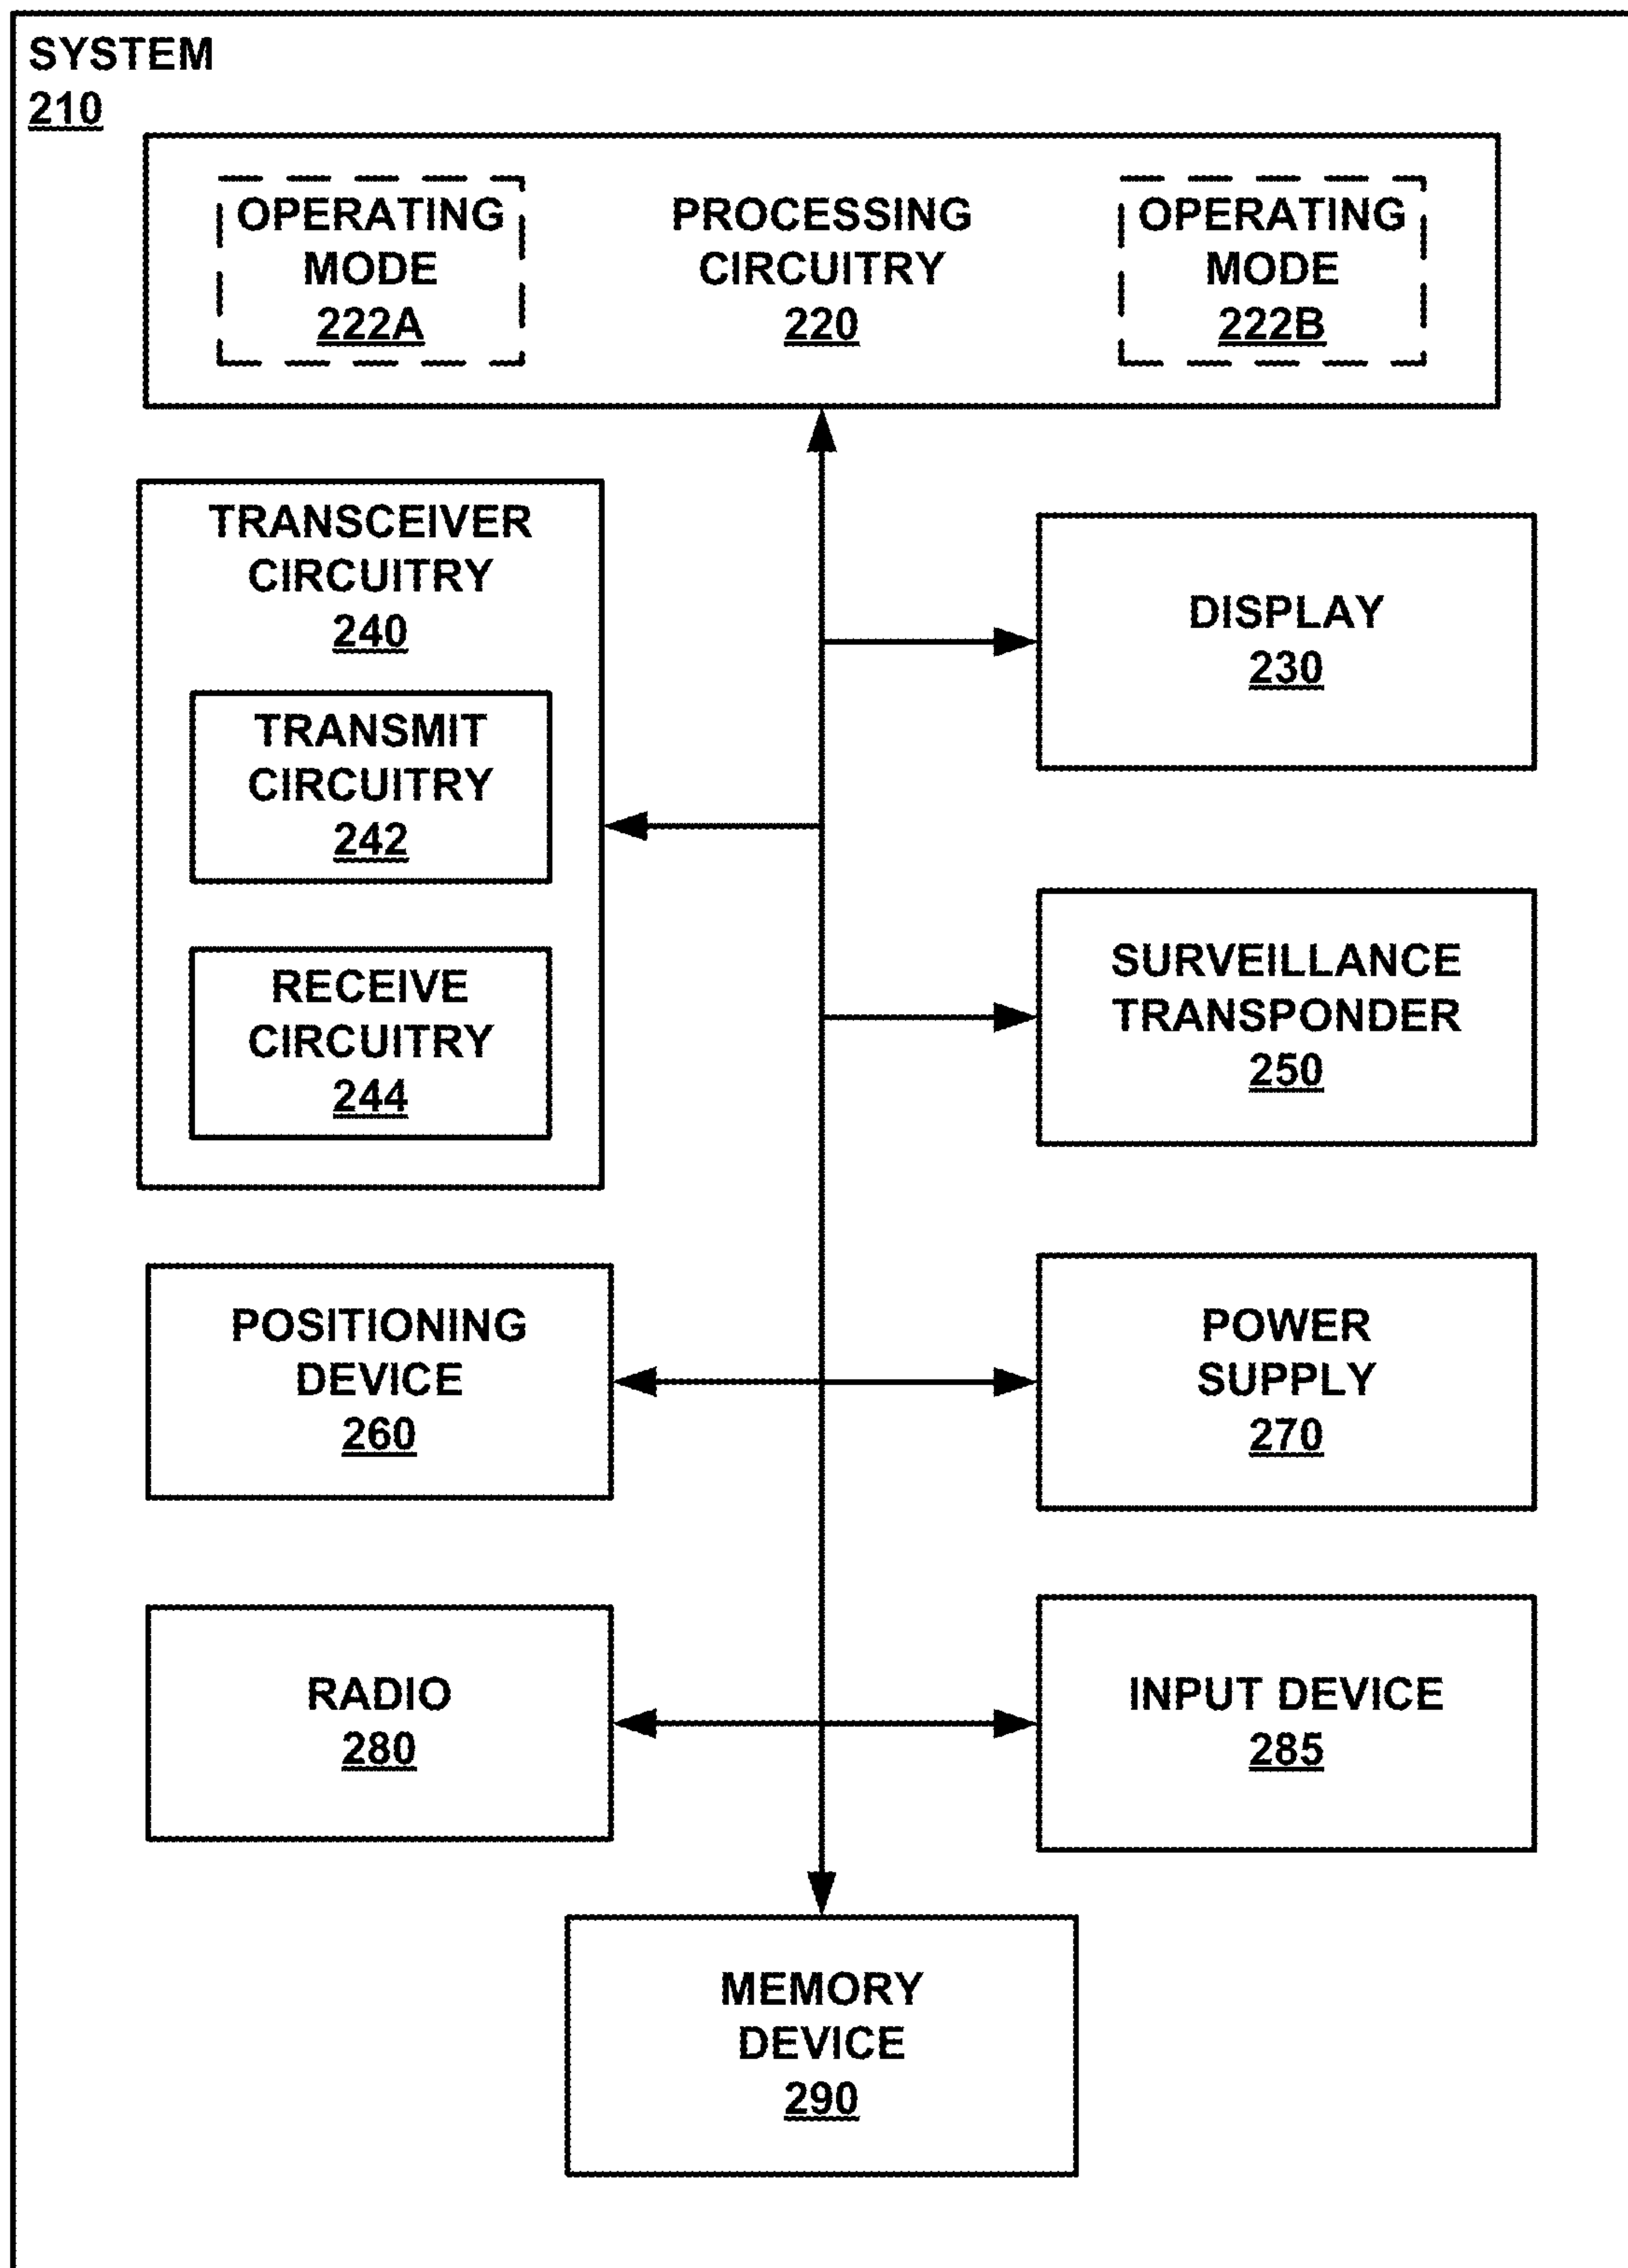 SYSTEM
210
OPERATING
MODE
222A
PROCESSING
CIRCUITRY
220
OPERATING
MODE
222B
TRANSCEIVER
CIRCUITRY
240
TRANSMIT
CIRCUITRY
242
RECEIVE
CIRCUITRY
244
DISPLAY
230
SURVEILLANCE
TRANSPONDER
250
POSITIONING
DEVICE
260
POWER
SUPPLY
270
RADIO
280
INPUT DEVICE
285
MEMORY
DEVICE
290